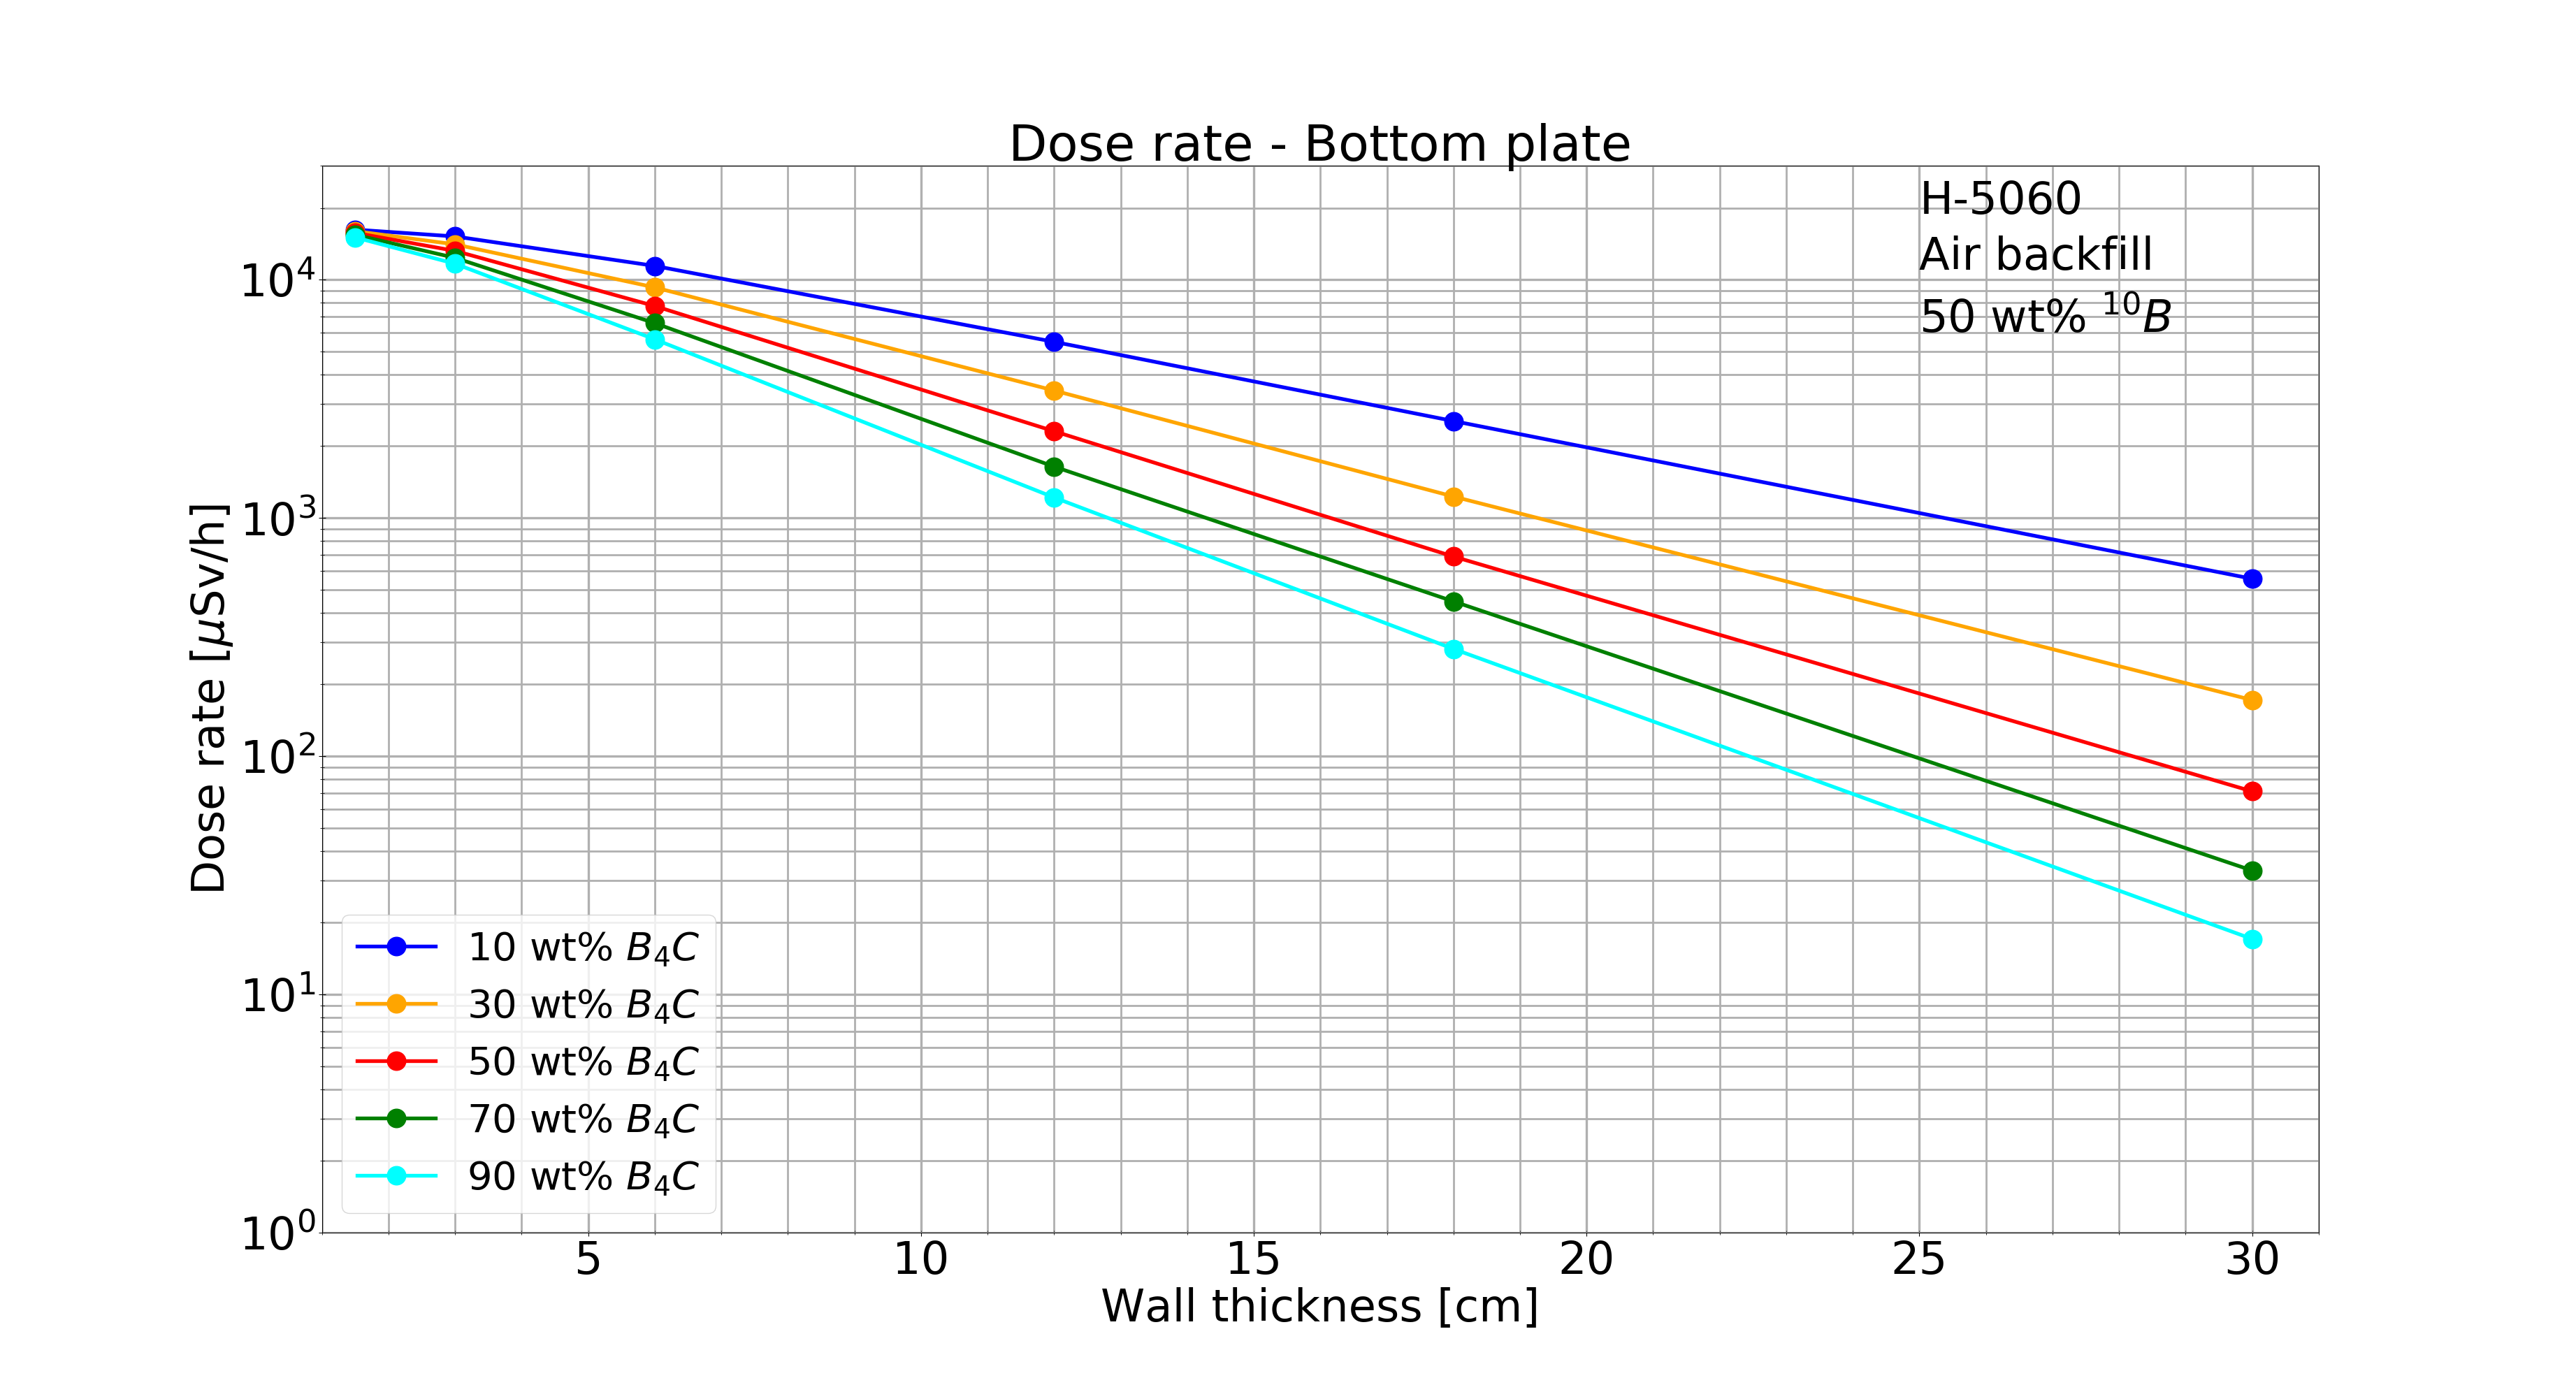 Dose rate - Bottom plate
H-5060
Air backfill
50 wt% ¹⁰B
Dose rate [μSv/h]
10⁴
10³
10²
10¹
10⁰
10 wt% B₄C
30 wt% B₄C
50 wt% B₄C
70 wt% B₄C
90 wt% B₄C
5 10 15 20 25 30
Wall thickness [cm]